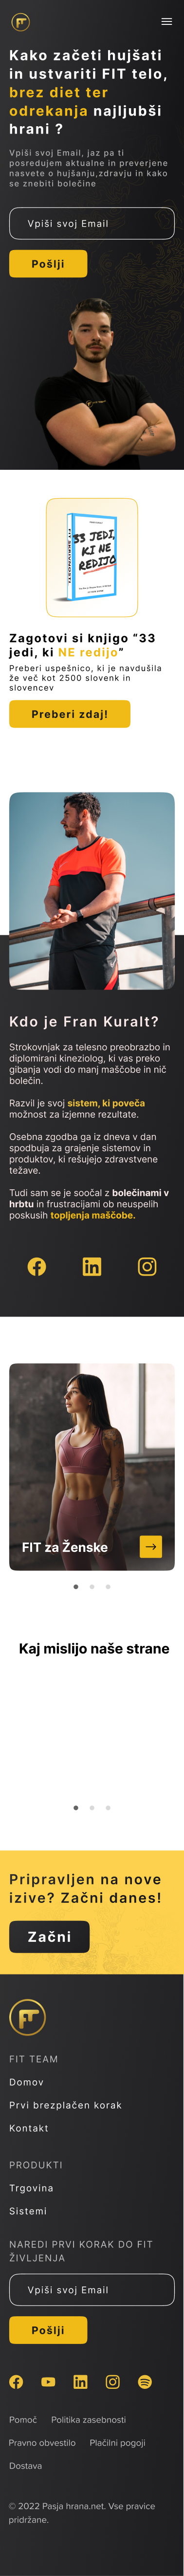 Kako začeti hujšati
in ustvariti FIT telo,
brez diet ter
odrekanja najljubši
hrani ?
Vpiši svoj Email, jaz pa ti
posredujem aktualne in preverjene
nasvete o hujšanju,zdravju in kako
se znebiti bolečine
Vpiši svoj Email
Pošlji
33 JEDI,
KI NE
REDIJO
Zagotovi si knjigo “33
jedi, ki NE redijo”
Preberi uspešnico, ki je navdušila
že več kot 2500 slovenk in
slovencev
Preberi zdaj!
Kdo je Fran Kuralt?
Strokovnjak za telesno preobrazbo in
diplomirani kineziolog, ki vas preko
gibanja vodi do manj maščobe in nič
bolečin.
Razvil je svoj sistem, ki poveča
možnost za izjemne rezultate.
Osebna zgodba ga iz dneva v dan
spodbuja za grajenje sistemov in
produktov, ki rešujejo zdravstvene
težave.
Tudi sam se je soočal z bolečinami v
hrbtu in frustracijami ob neuspelih
poskusih topljenja maščobe.
FIT za Ženske
Kaj mislijo naše strane
Pripravljen na nove
izive? Začni danes!
Začni
FIT TEAM
Domov
Prvi brezplačen korak
Kontakt
PRODUKTI
Trgovina
Sistemi
NAREDI PRVI KORAK DO FIT
ŽIVLJENJA
Vpiši svoj Email
Pošlji
Pomoč Politika zasebnosti
Pravno obvestilo Plačilni pogoji
Dostava
© 2022 Pasja hrana.net. Vse pravice
pridržane.